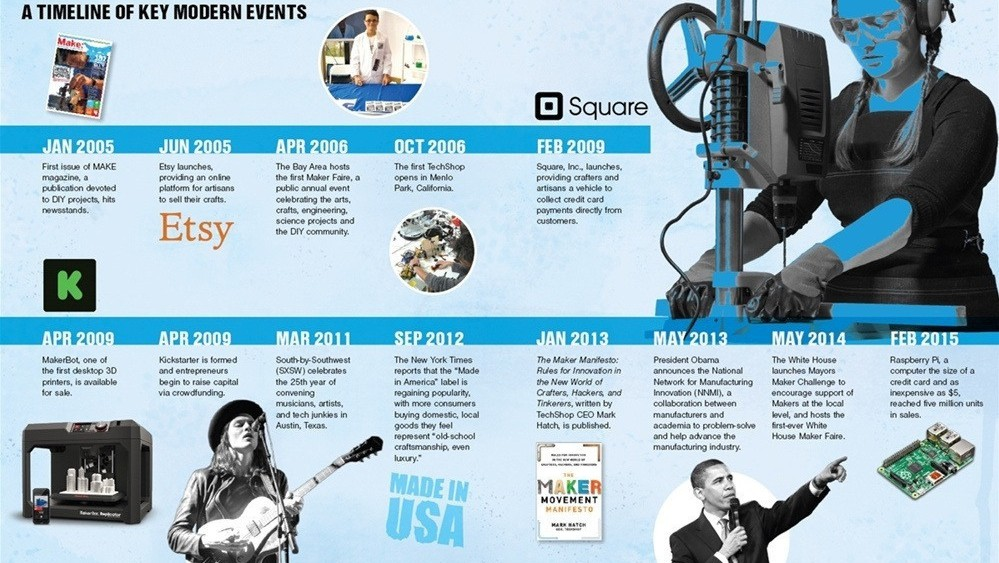 A TIMELINE OF KEY MODERN EVENTS
Make:
Square
JAN 2005
First issue of MAKE
magazine, a
publication devoted
to DIY projects, hits
newsstands.
JUN 2005
Etsy launches,
providing an online
platform for artisans
to sell their crafts.
Etsy
APR 2006
The Bay Area hosts
the first Maker Faire, a
public annual event
celebrating the arts,
crafts, engineering,
science projects and
the DIY community.
OCT 2006
The first TechShop
opens in Menlo
Park, California.
FEB 2009
Square, Inc., launches,
providing crafters and
artisans a vehicle to
collect credit card
payments directly from
customers.
K
APR 2009
MakerBot, one of
the first desktop 3D
printers, is available
for sale.
APR 2009
Kickstarter is formed
and entrepreneurs
begin to raise capital
via crowdfunding.
MAR 2011
South-by-Southwest
(SXSW) celebrates
the 25th year of
convening
musicians, artists,
and tech junkies in
Austin, Texas.
SEP 2012
The New York Times
reports that the “Made
in America” label is
regaining popularity,
with more consumers
buying domestic, local
goods they feel
represent “old-school
craftsmanship, even
luxury.”
MADE IN
USA
JAN 2013
The Maker Manifesto:
Rules for Innovation in
the New World of
Crafters, Hackers, and
Tinkerers, written by
TechShop CEO Mark
Hatch, is published.
THE
MAKER
MOVEMENT
MANIFESTO
MARK HATCH
MAY 2013
President Obama
announces the National
Network for Manufacturing
Innovation (NNMI), a
collaboration between
manufacturers and
academia to problem-solve
and help advance the
manufacturing industry.
MAY 2014
The White House
launches Mayors
Maker Challenge to
encourage support of
Makers at the local
level, and hosts the
first-ever White
House Maker Faire.
FEB 2015
Raspberry Pi, a
computer the size of a
credit card and as
inexpensive as $5,
reached five million units
in sales.